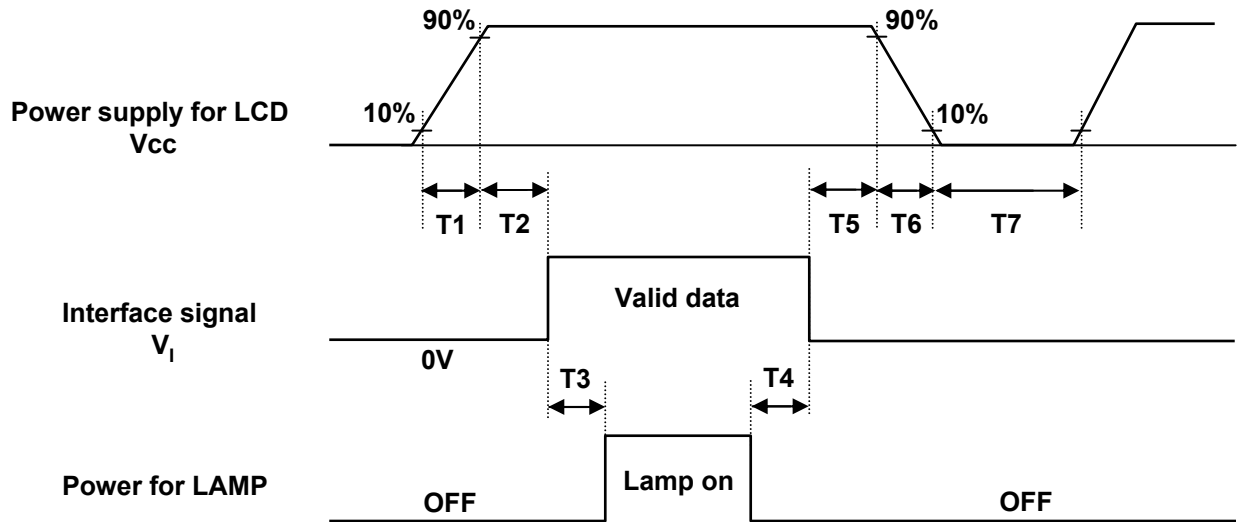 90%
90%
Power supply for LCD
Vcc
10%
10%
T1
T2
T5
T6
T7
Interface signal
VI
Valid data
0V
T3
T4
Power for LAMP
OFF
Lamp on
OFF